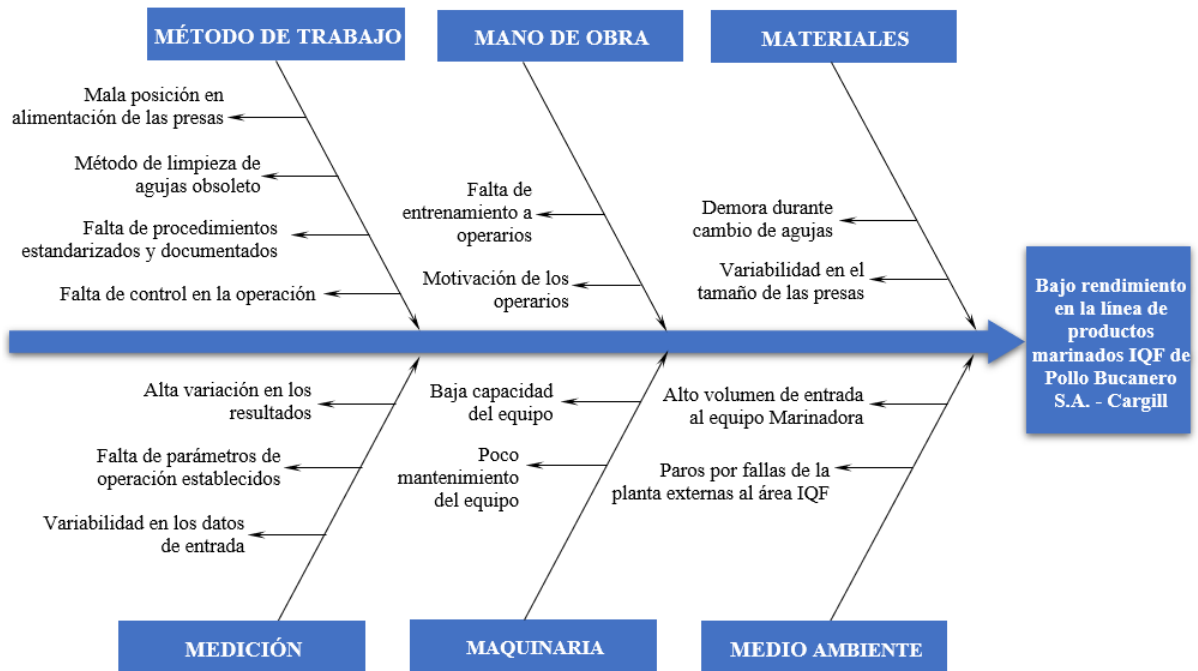 MÉTODO DE TRABAJO
MANO DE OBRA
MATERIALES
Mala posición en
alimentación de las presas
Método de limpieza de
agujas obsoleto
Falta de procedimientos
estandarizados y documentados
Falta de control en la operación
Falta de
entrenamiento a
operarios
Motivación de los
operarios
Demora durante
cambio de agujas
Variabilidad en el
tamaño de las presas
Bajo rendimiento
en la línea de
productos
marinados IQF de
Pollo Bucanero
S.A. - Cargill
Alta variación en los
resultados
Falta de parámetros de
operación establecidos
Variabilidad en los datos
de entrada
Baja capacidad
del equipo
Poco
mantenimiento
del equipo
Alto volumen de entrada
al equipo Marinadora
Paros por fallas de la
planta externas al área IQF
MEDICIÓN
MAQUINARIA
MEDIO AMBIENTE